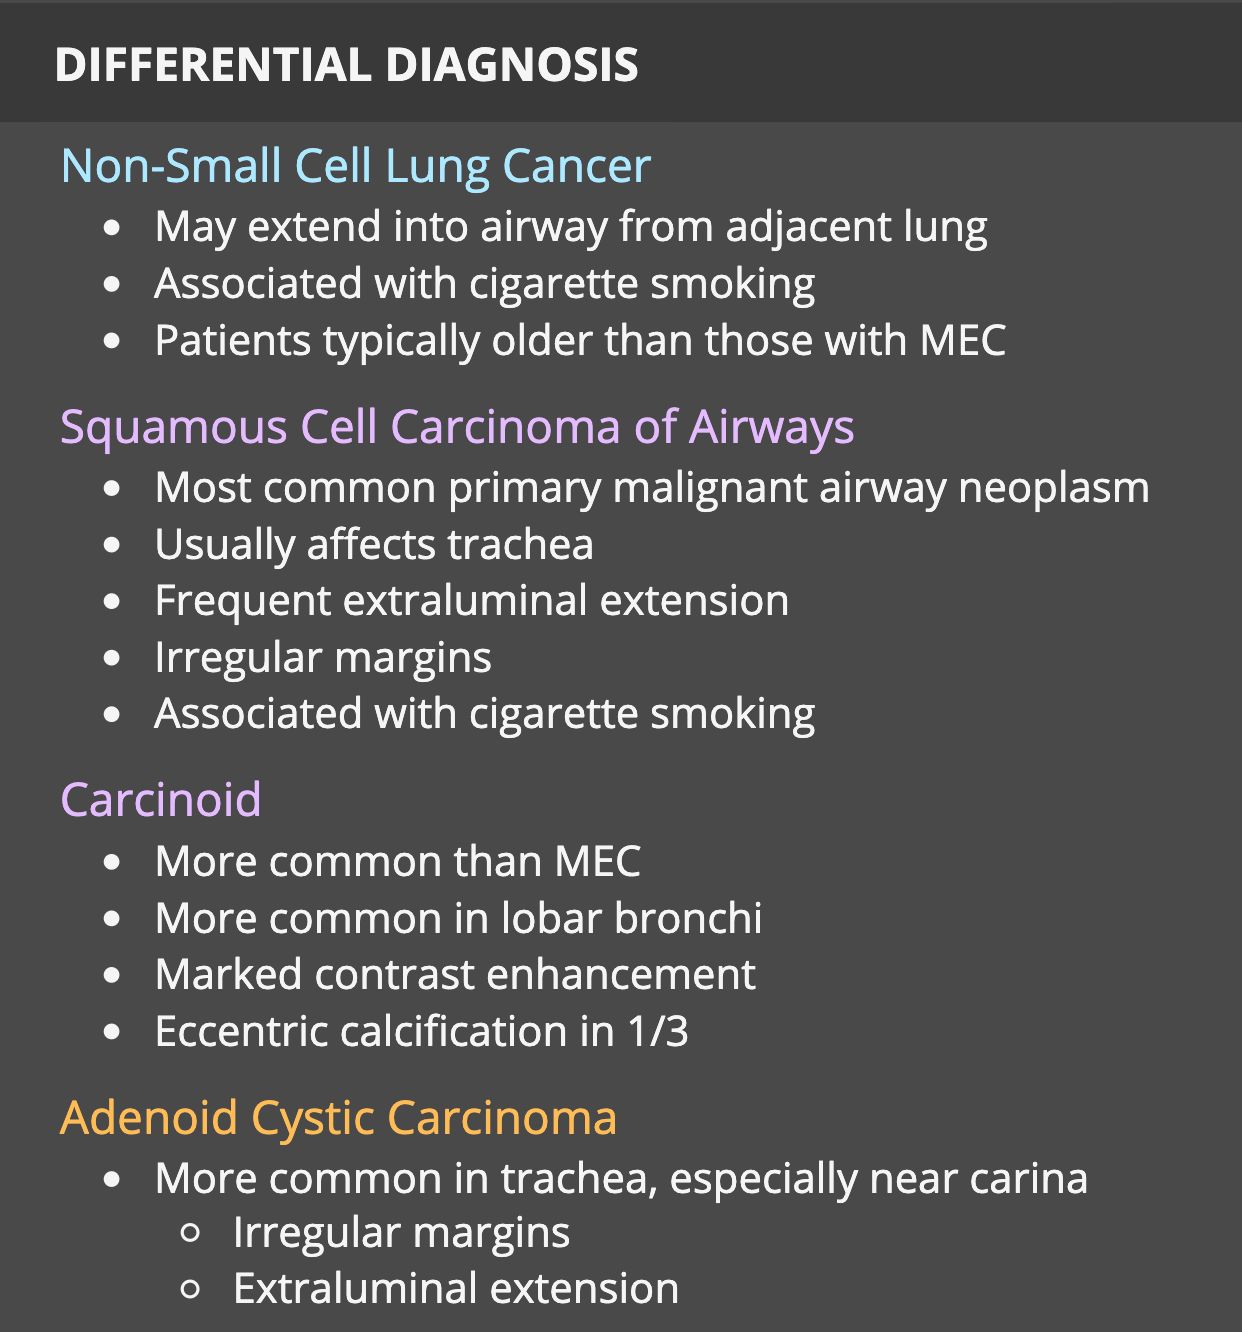 DIFFERENTIAL DIAGNOSIS
Non-Small Cell Lung Cancer
• May extend into airway from adjacent lung
• Associated with cigarette smoking
• Patients typically older than those with MEC
Squamous Cell Carcinoma of Airways
• Most common primary malignant airway neoplasm
• Usually affects trachea
• Frequent extraluminal extension
• Irregular margins
• Associated with cigarette smoking
Carcinoid
• More common than MEC
• More common in lobar bronchi
• Marked contrast enhancement
• Eccentric calcification in 1/3
Adenoid Cystic Carcinoma
• More common in trachea, especially near carina
○ Irregular margins
○ Extraluminal extension